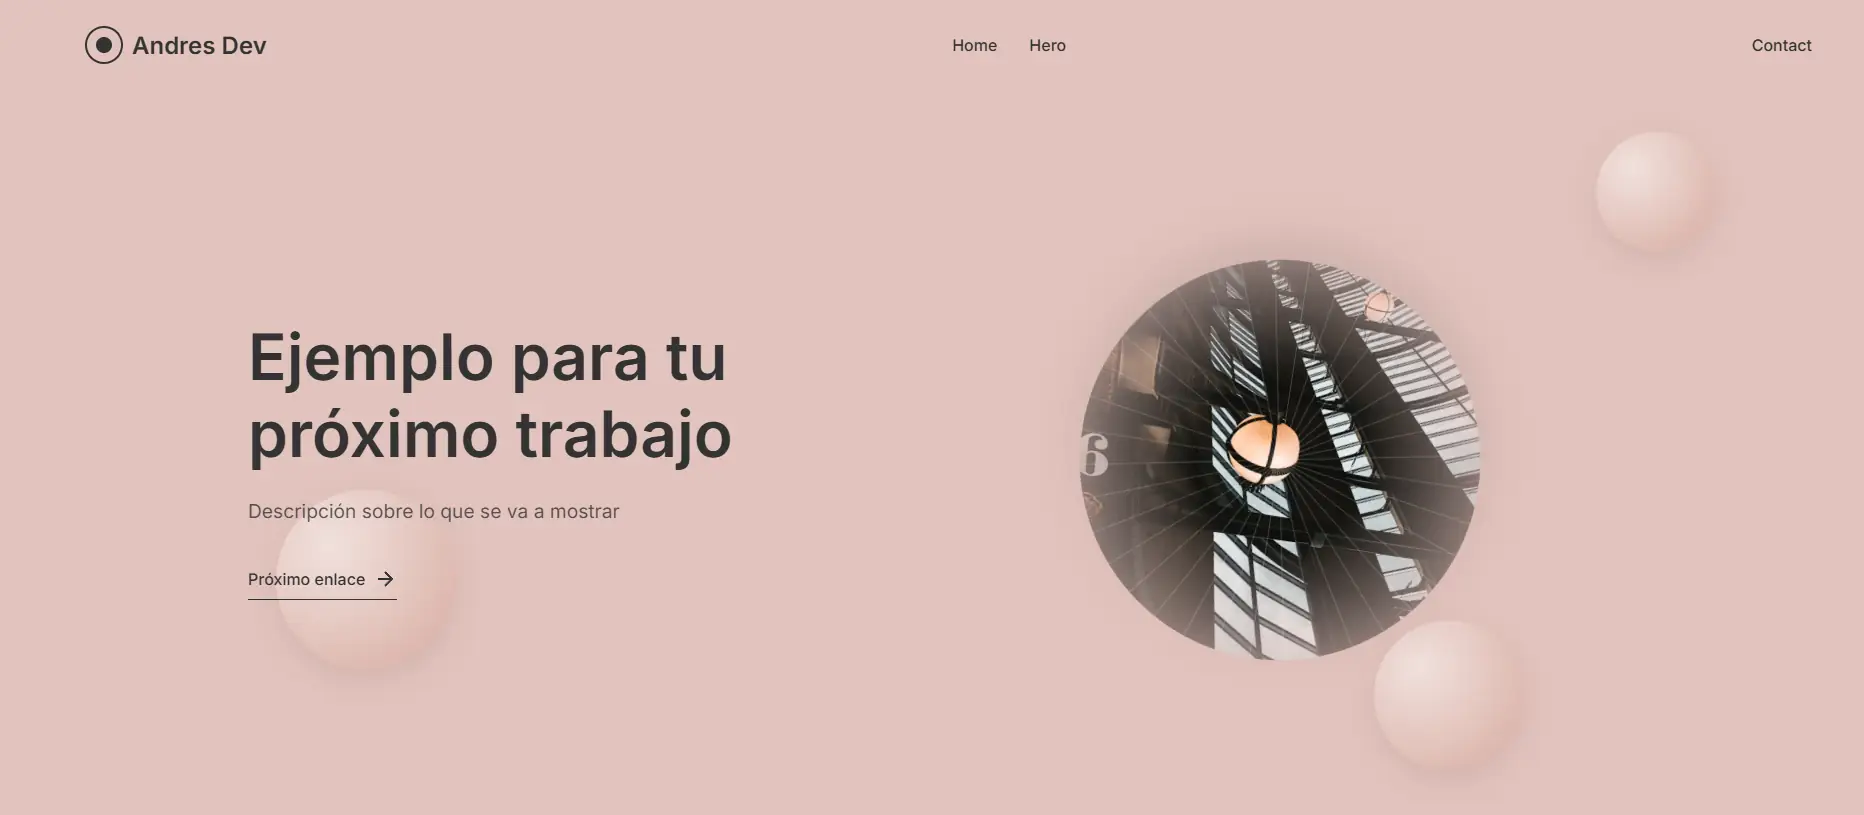 Andres Dev
Home
Hero
Contact
Ejemplo para tu
próximo trabajo
Descripción sobre lo que se va a mostrar
Próximo enlace
6